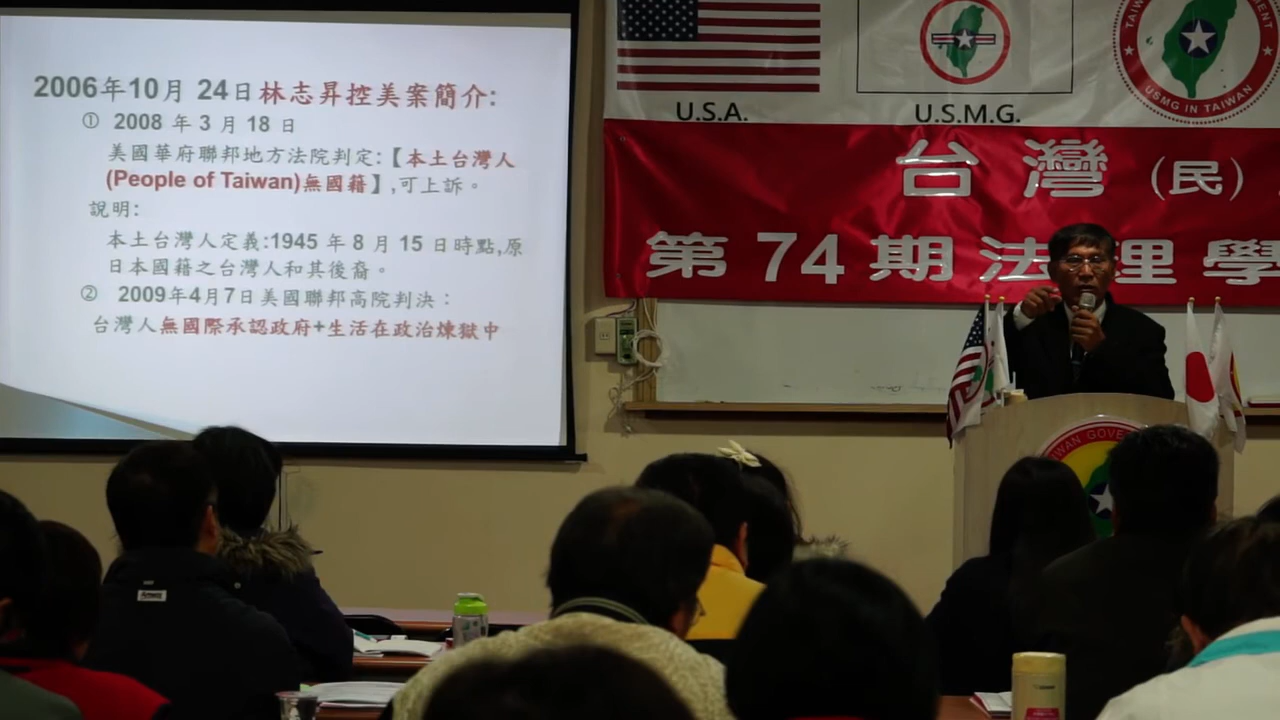 2006年10月 24日林志昇控美案簡介:
① 2008 年 3 月 18 日
美國華府聯邦地方法院判定:【本土台灣人
(People of Taiwan)無國籍】,可上訴。
說明:
本土台灣人定義:1945 年 8 月 15 日時點,原
日本國籍之台灣人和其後裔。
② 2009年4月7日美國聯邦高院判決：
台灣人無國際承認政府+生活在政治煉獄中
U.S.A.
U.S.M.G.
USMG IN TAIWAN
台灣(民)
第74期法理學
WAN GOVE